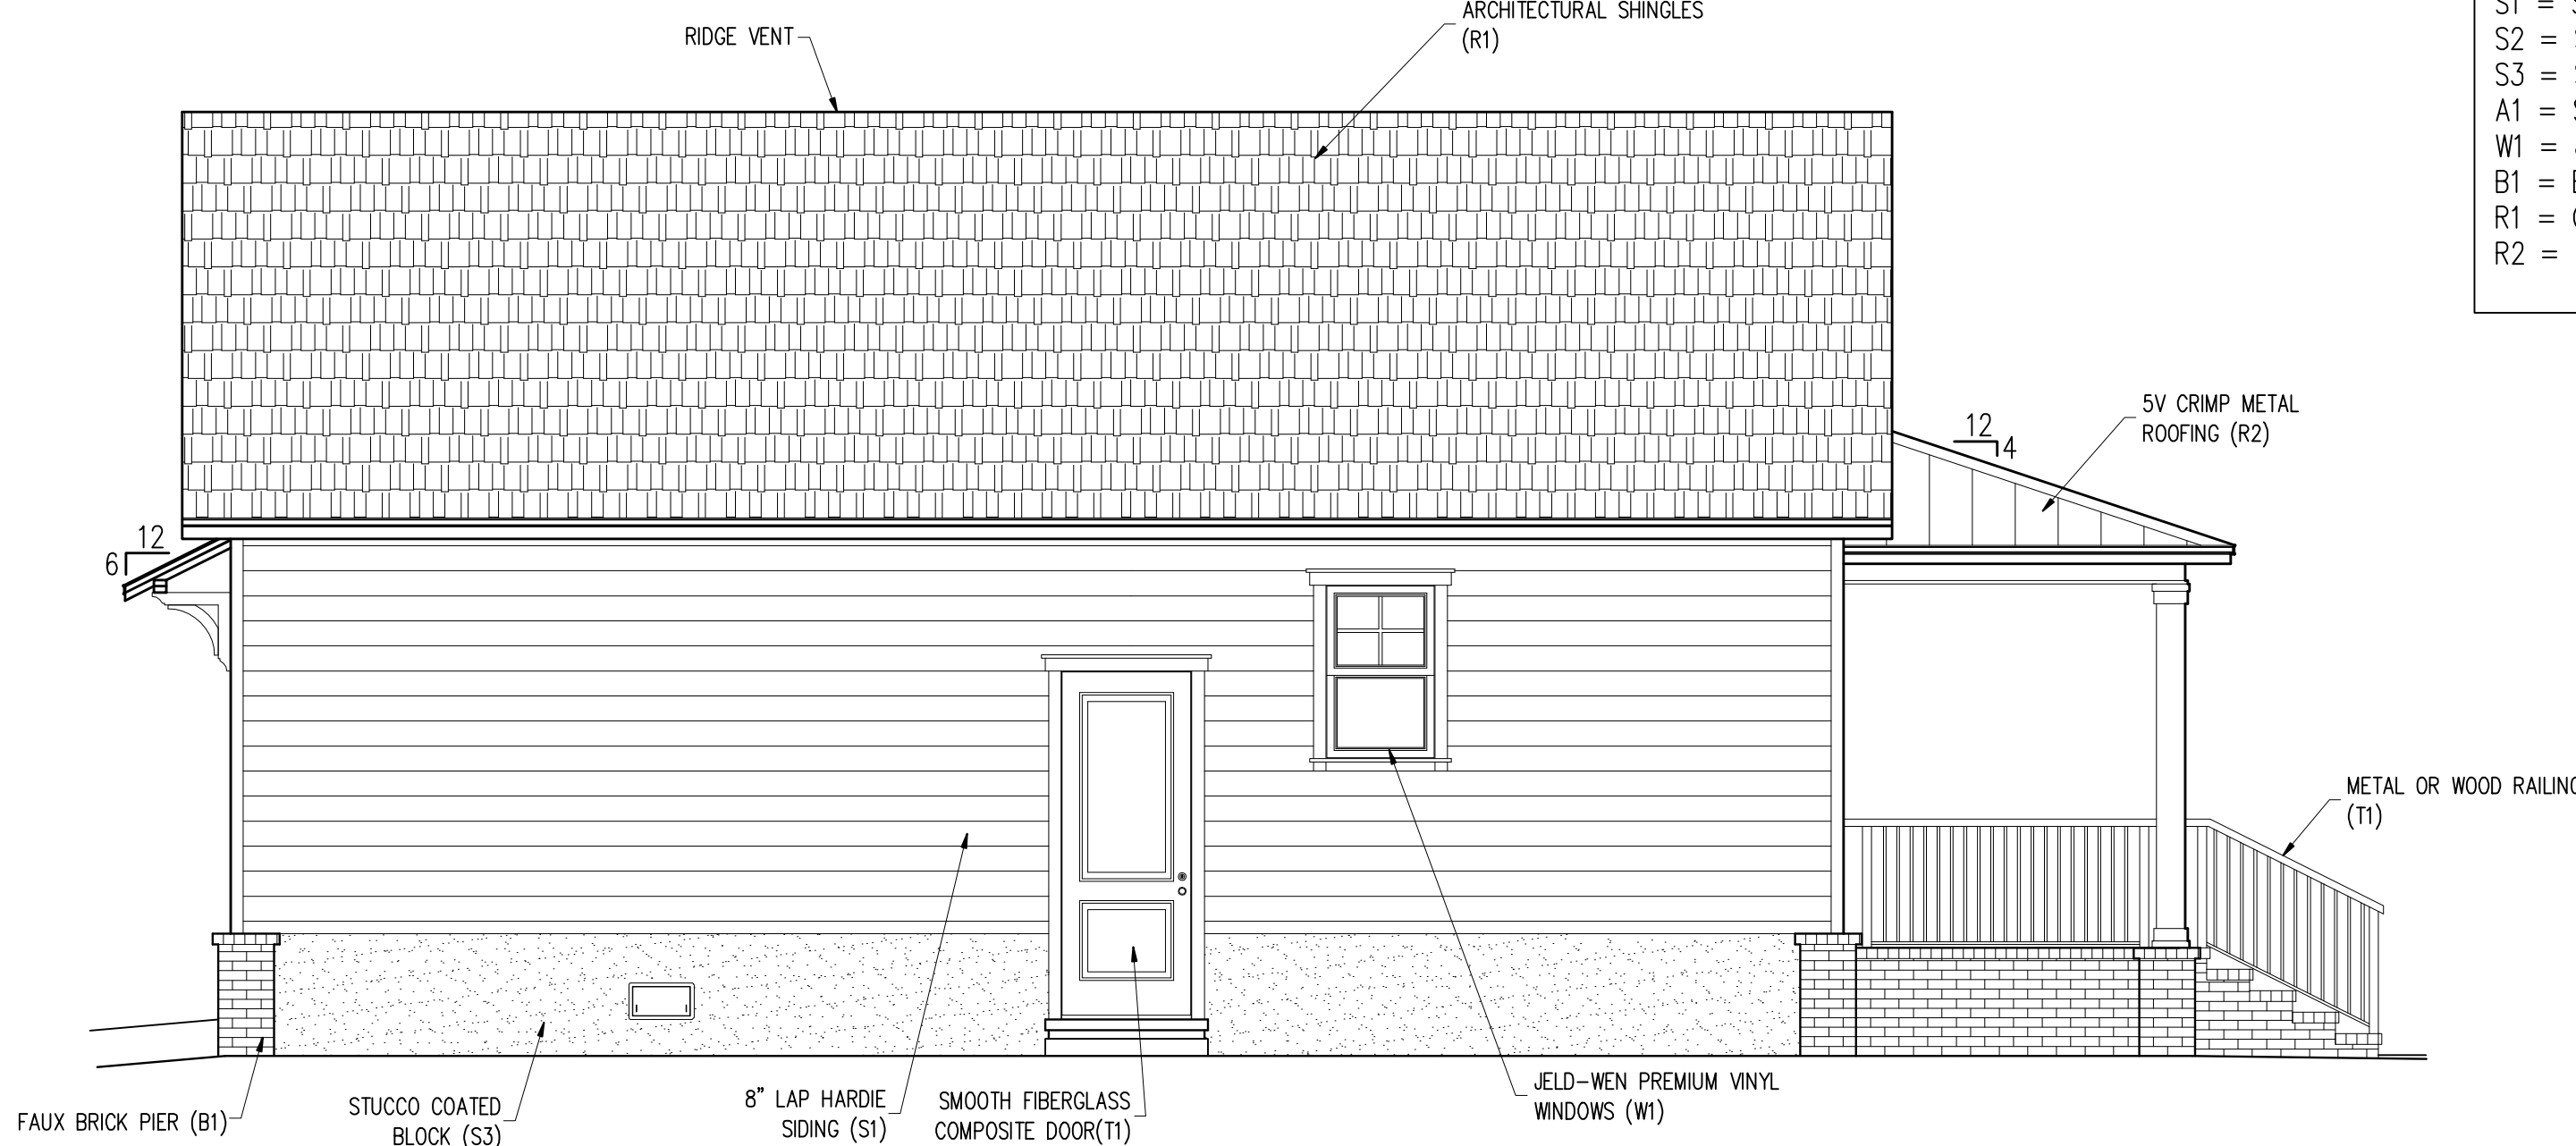 RIDGE VENT
ARCHITECTURAL SHINGLES
(R1)
S1 =
S2 =
S3 =
A1 =
W1 =
B1 =
R1 =
R2 =
12
4
5V CRIMP METAL
ROOFING (R2)
12
6
METAL OR WOOD RAILING
(T1)
FAUX BRICK PIER (B1)
STUCCO COATED
BLOCK (S3)
8" LAP HARDIE
SIDING (S1)
SMOOTH FIBERGLASS
COMPOSITE DOOR(T1)
JELD-WEN PREMIUM VINYL
WINDOWS (W1)